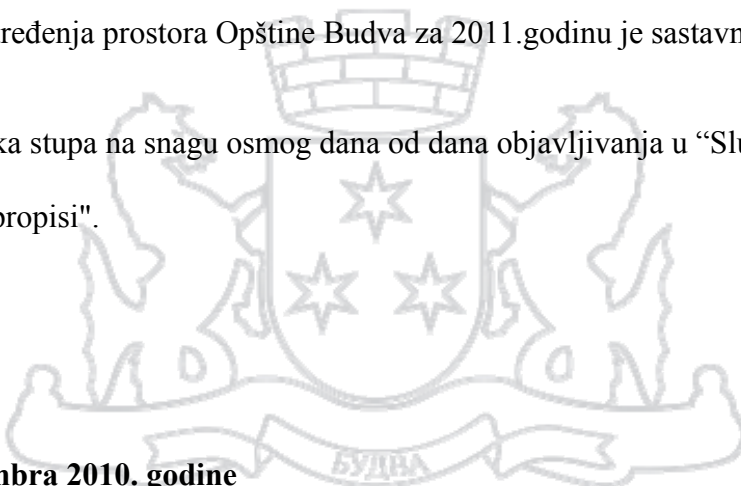 ređenja prostora Opštine Budva za 2011.godinu je sastavn
ka stupa na snagu osmog dana od dana objavljivanja u “Slu
propisi".
БУДВА
mbra 2010. godine